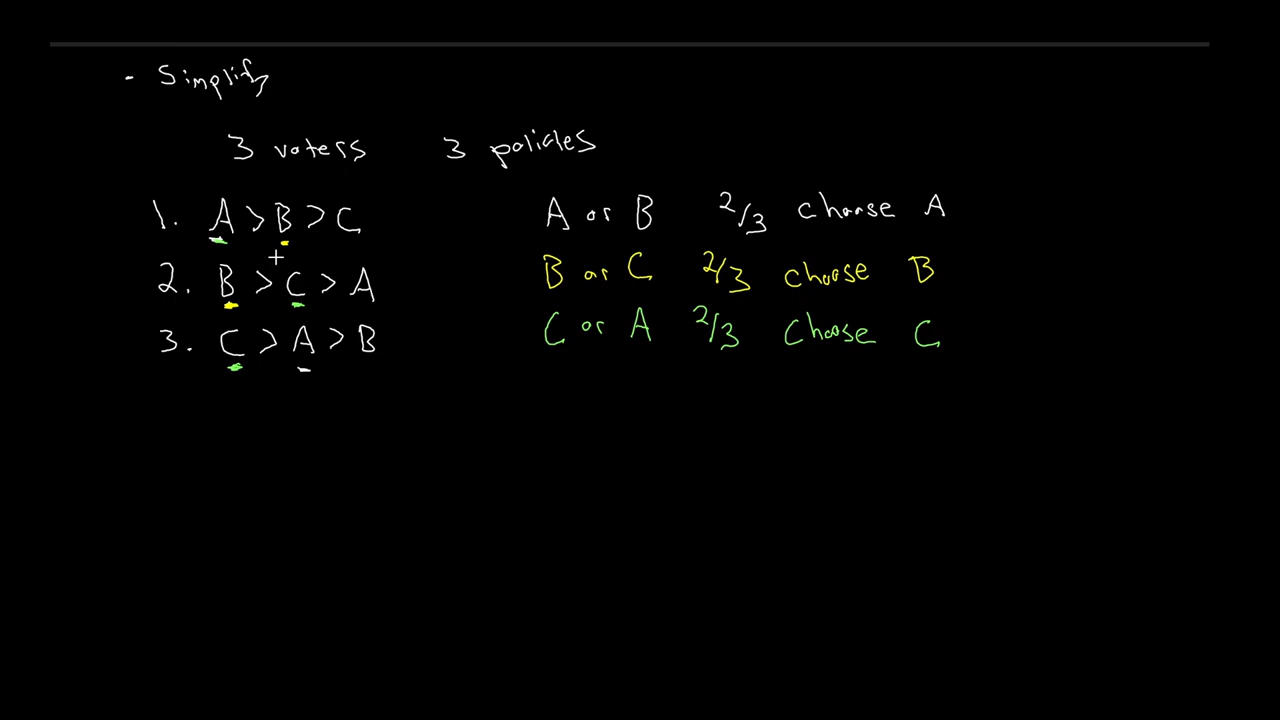 - Simplify
3 voters 3 policies
1. A > B > C A or B 2/3 choose A
2. B > C > A B or C 2/3 choose B
3. C > A > B C or A 2/3 choose C